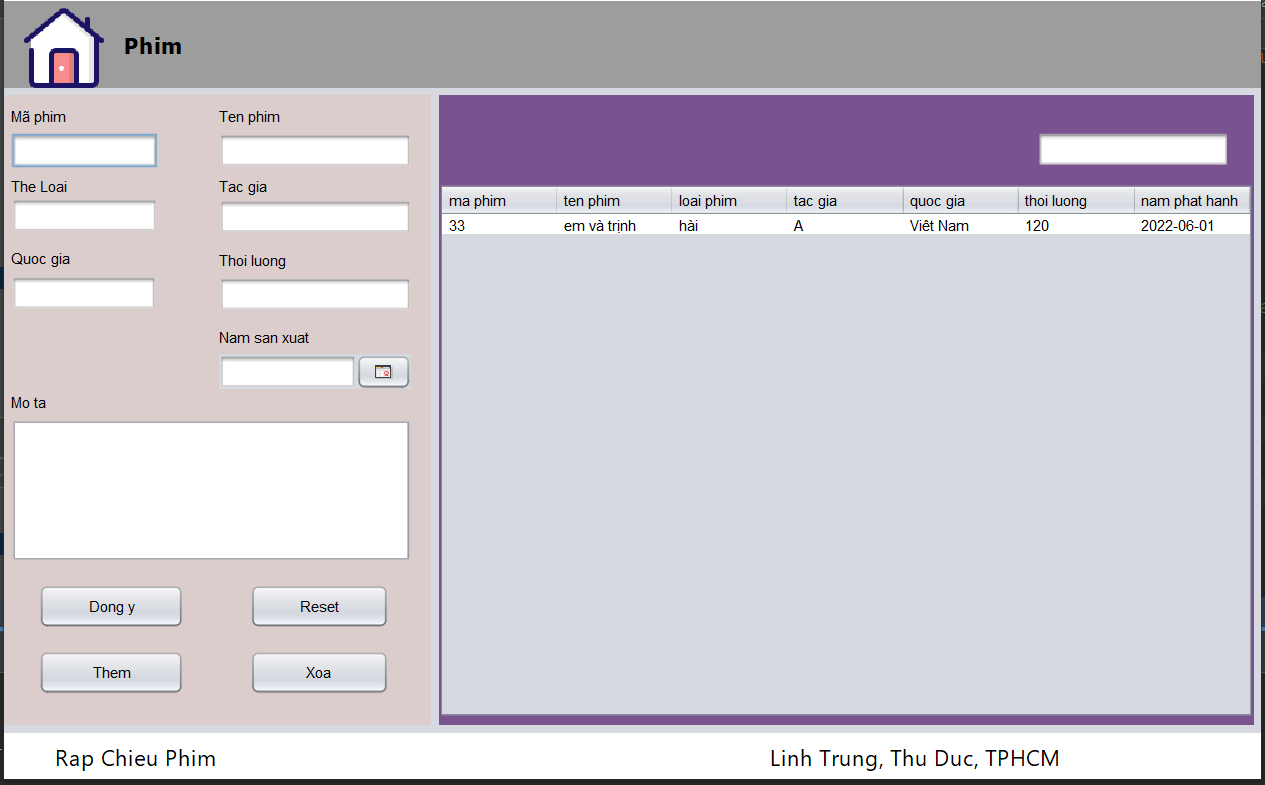 Phim
Mã phim
Ten phim
The Loai
Tac gia
Quoc gia
Thoi luong
Nam san xuat
Mo ta
Dong y
Reset
Them
Xoa
ma phim ten phim loai phim tac gia quoc gia thoi luong nam phat hanh
33 em và trịnh hài A Viêt Nam 120 2022-06-01
Rap Chieu Phim
Linh Trung, Thu Duc, TPHCM